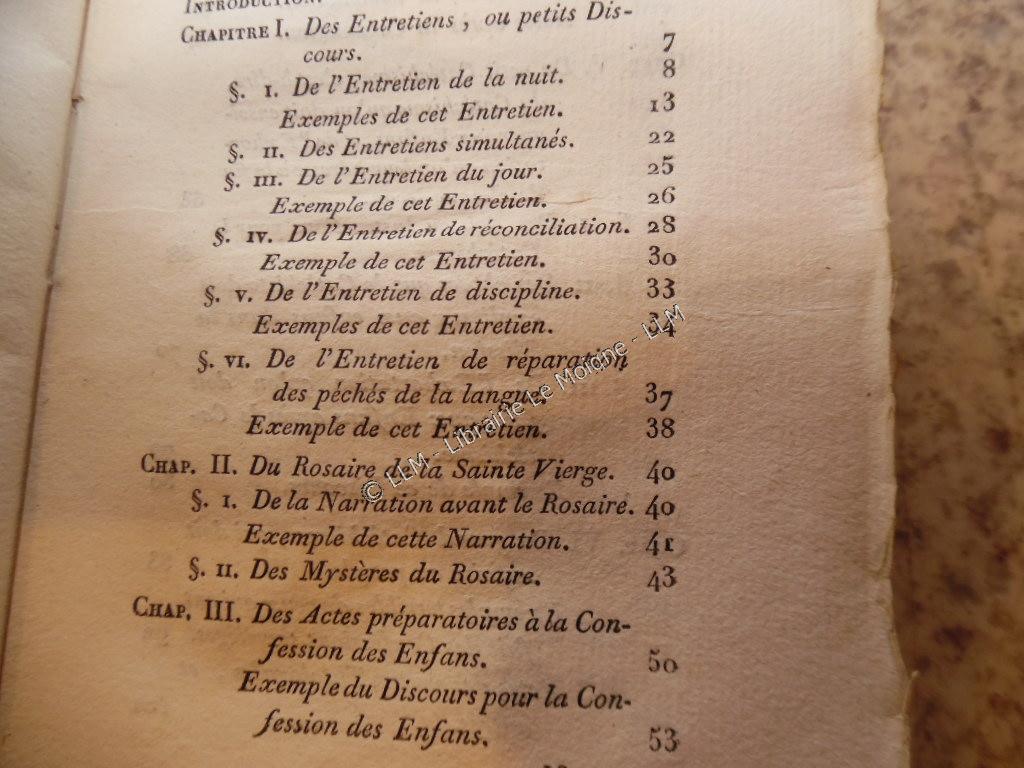 INTRODUCTION.
CHAPITRE I. Des Entretiens, ou petits Dis-
cours. 7
§. I. De l'Entretien de la nuit. 8
Exemples de cet Entretien. 13
§. II. Des Entretiens simultanés. 22
§. III. De l'Entretien du jour. 25
Exemple de cet Entretien. 26
§. IV. De l'Entretien de réconciliation. 28
Exemple de cet Entretien. 30
§. V. De l'Entretien de discipline. 33
Exemples de cet Entretien. 34
§. VI. De l'Entretien de réparation
des péchés de la langue. 37
Exemple de cet Entretien. 38
CHAP. II. Du Rosaire de la Sainte Vierge. 40
§. I. De la Narration avant le Rosaire. 40
Exemple de cette Narration. 41
§. II. Des Mystères du Rosaire. 43
CHAP. III. Des Actes préparatoires à la Con-
fession des Enfans. 50
Exemple du Discours pour la Con-
fession des Enfans. 53
© LLM - Librairie Le Moigne - LLM